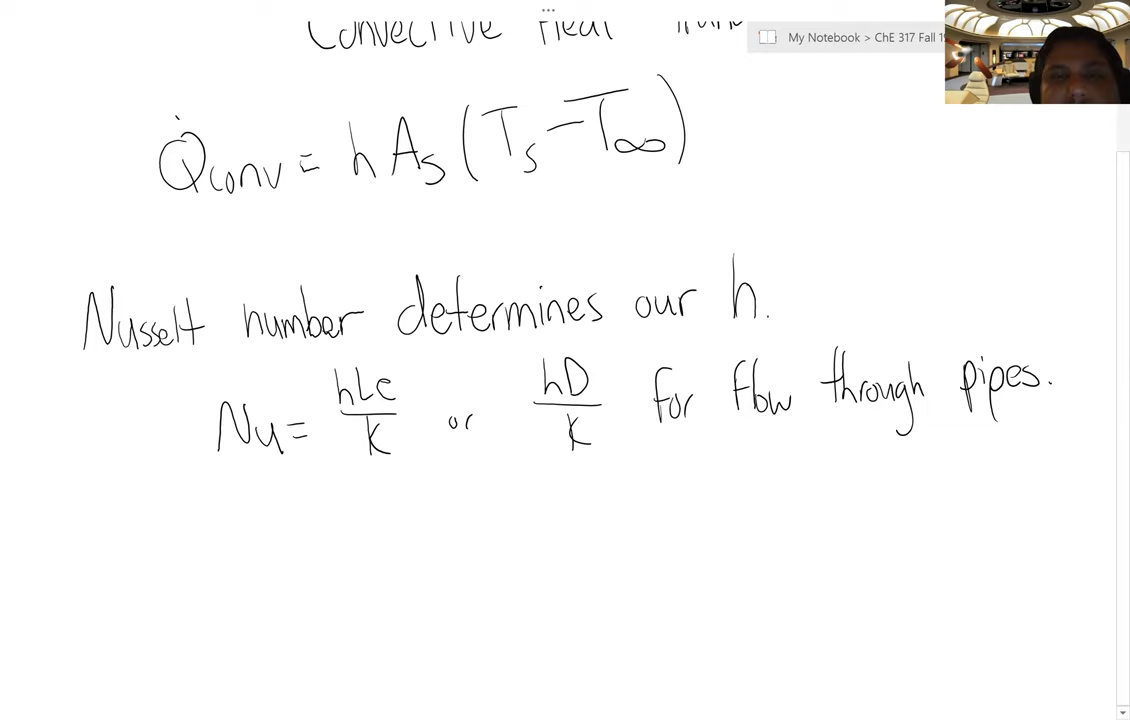 Convective Heat
My Notebook > ChE 317 Fall 1
Q̇conv = hAs(Ts - T∞)
Nusselt number determines our h.
Nu = hLc/k or hD/k for flow through pipes.